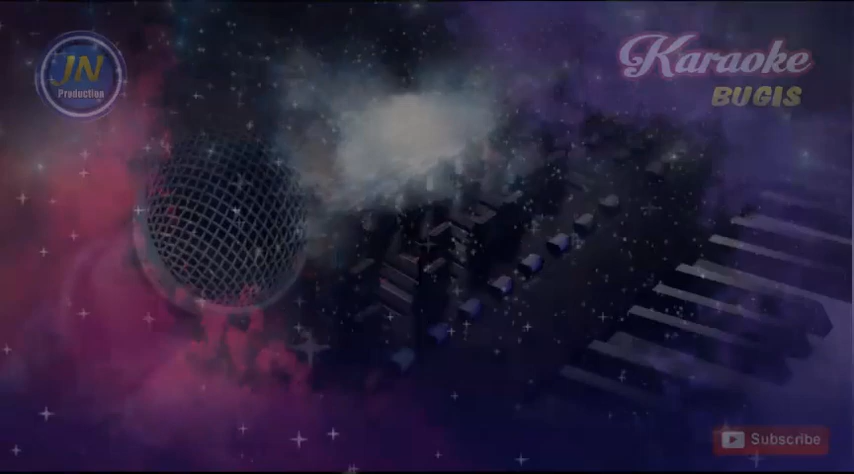 JN
Production
Karaoke
BUGIS
Subscribe